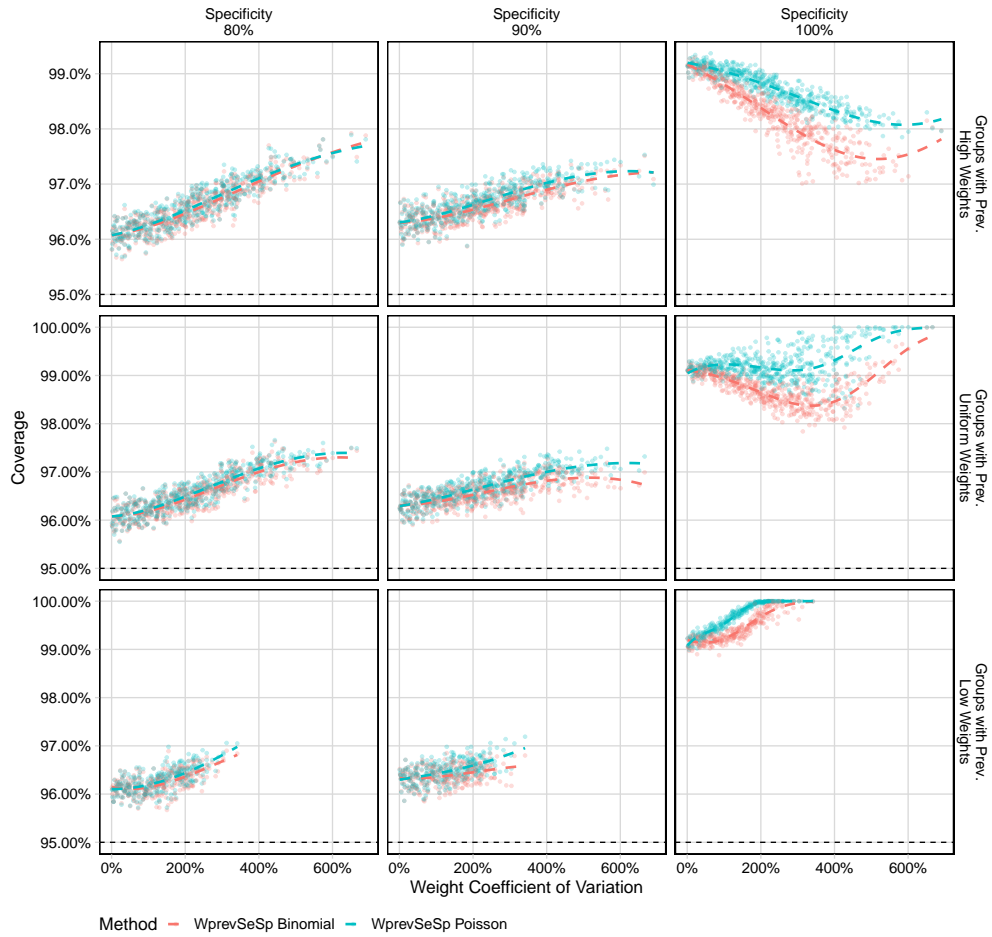 Specificity
80%
Specificity
90%
Specificity
100%
99.0%
98.0%
97.0%
96.0%
95.0%
Groups with Prev.
High Weights
100.00%
99.00%
98.00%
97.00%
96.00%
95.00%
Groups with Prev.
Uniform Weights
100.00%
99.00%
98.00%
97.00%
96.00%
95.00%
Groups with Prev.
Low Weights
Coverage
0% 200% 400% 600%
0% 200% 400% 600%
0% 200% 400% 600%
Weight Coefficient of Variation
Method WprevSeSp Binomial WprevSeSp Poisson